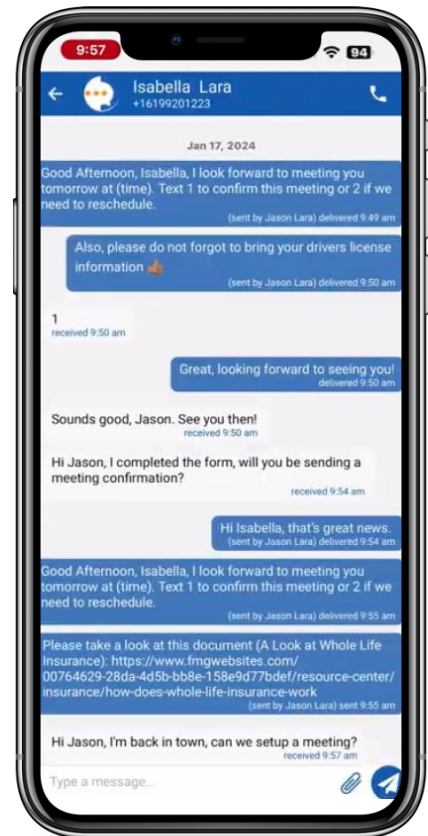 9:57
94
Isabella Lara
+16199201223
Jan 17, 2024
Good Afternoon, Isabella, I look forward to meeting you
tomorrow at (time). Text 1 to confirm this meeting or 2 if we
need to reschedule.
(sent by Jason Lara) delivered 9:49 am
Also, please do not forgot to bring your drivers license
information 👍🏾
(sent by Jason Lara) delivered 9:50 am
1
received 9:50 am
Great, looking forward to seeing you!
delivered 9:50 am
Sounds good, Jason. See you then!
received 9:50 am
Hi Jason, I completed the form, will you be sending a
meeting confirmation?
received 9:54 am
Hi Isabella, that's great news.
(sent by Jason Lara) delivered 9:54 am
Good Afternoon, Isabella, I look forward to meeting you
tomorrow at (time). Text 1 to confirm this meeting or 2 if we
need to reschedule.
(sent by Jason Lara) delivered 9:55 am
Please take a look at this document (A Look at Whole Life
Insurance): https://www.fmgwebsites.com/
00764629-28da-4d5b-bb8e-158e9d77bdef/resource-center/
insurance/how-does-whole-life-insurance-work
(sent by Jason Lara) sent 9:55 am
Hi Jason, I'm back in town, can we setup a meeting?
received 9:57 am
Type a message...